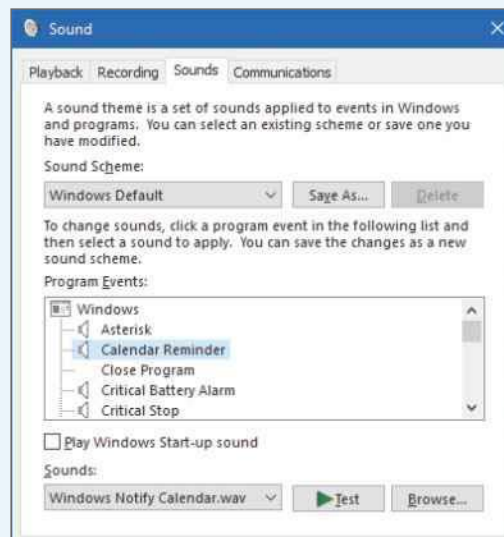 Sound
Playback Recording Sounds Communications
A sound theme is a set of sounds applied to events in Windows
and programs. You can select an existing scheme or save one you
have modified.
Sound Scheme:
Windows Default Save As... Delete
To change sounds, click a program event in the following list and
then select a sound to apply. You can save the changes as a new
sound scheme.
Program Events:
Windows
Asterisk
Calendar Reminder
Close Program
Critical Battery Alarm
Critical Stop
Play Windows Start-up sound
Sounds:
Windows Notify Calendar.wav Test Browse...